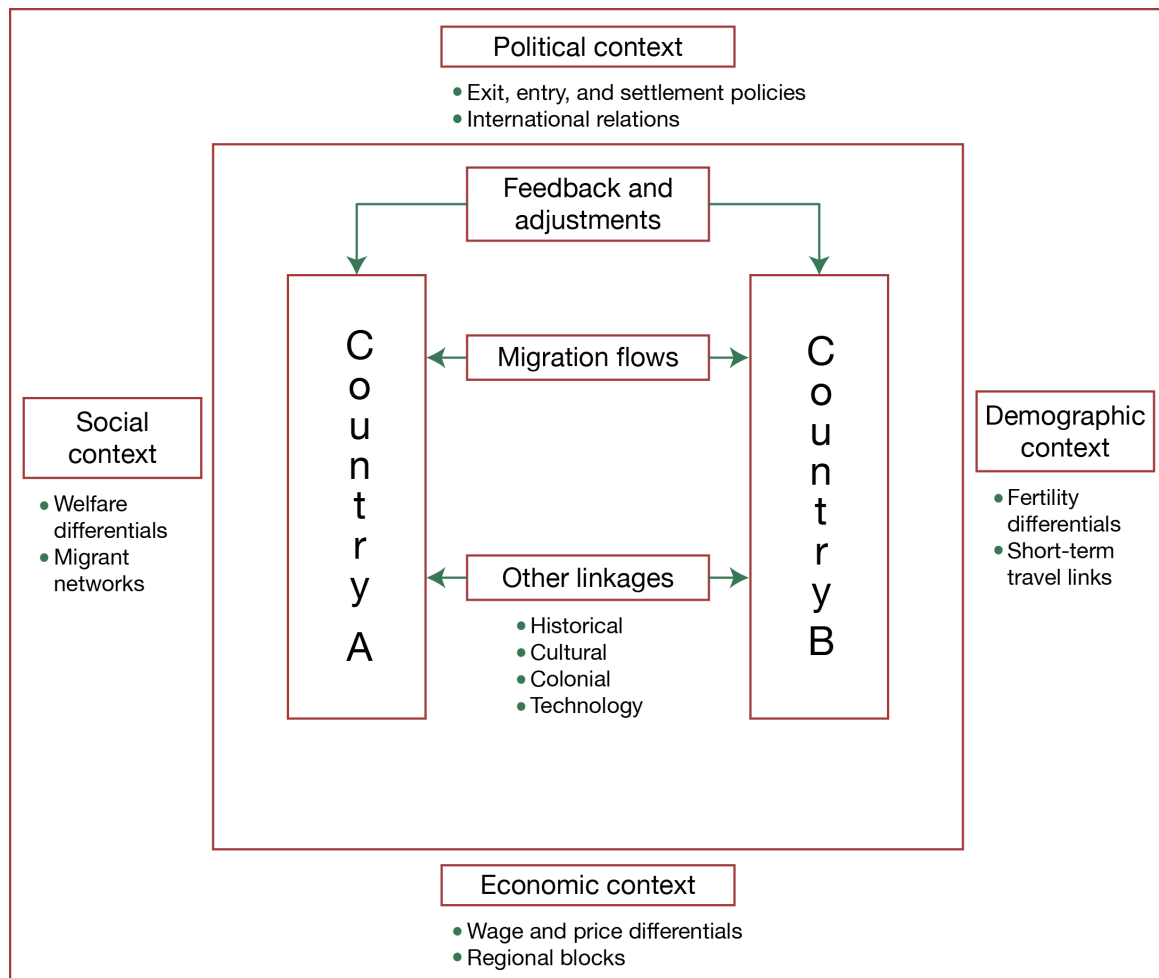 Political context
• Exit, entry, and settlement policies
• International relations
Feedback and
adjustments
Country A
Migration flows
Country B
Other linkages
• Historical
• Cultural
• Colonial
• Technology
Social
context
• Welfare
differentials
• Migrant
networks
Demographic
context
• Fertility
differentials
• Short-term
travel links
Economic context
• Wage and price differentials
• Regional blocks